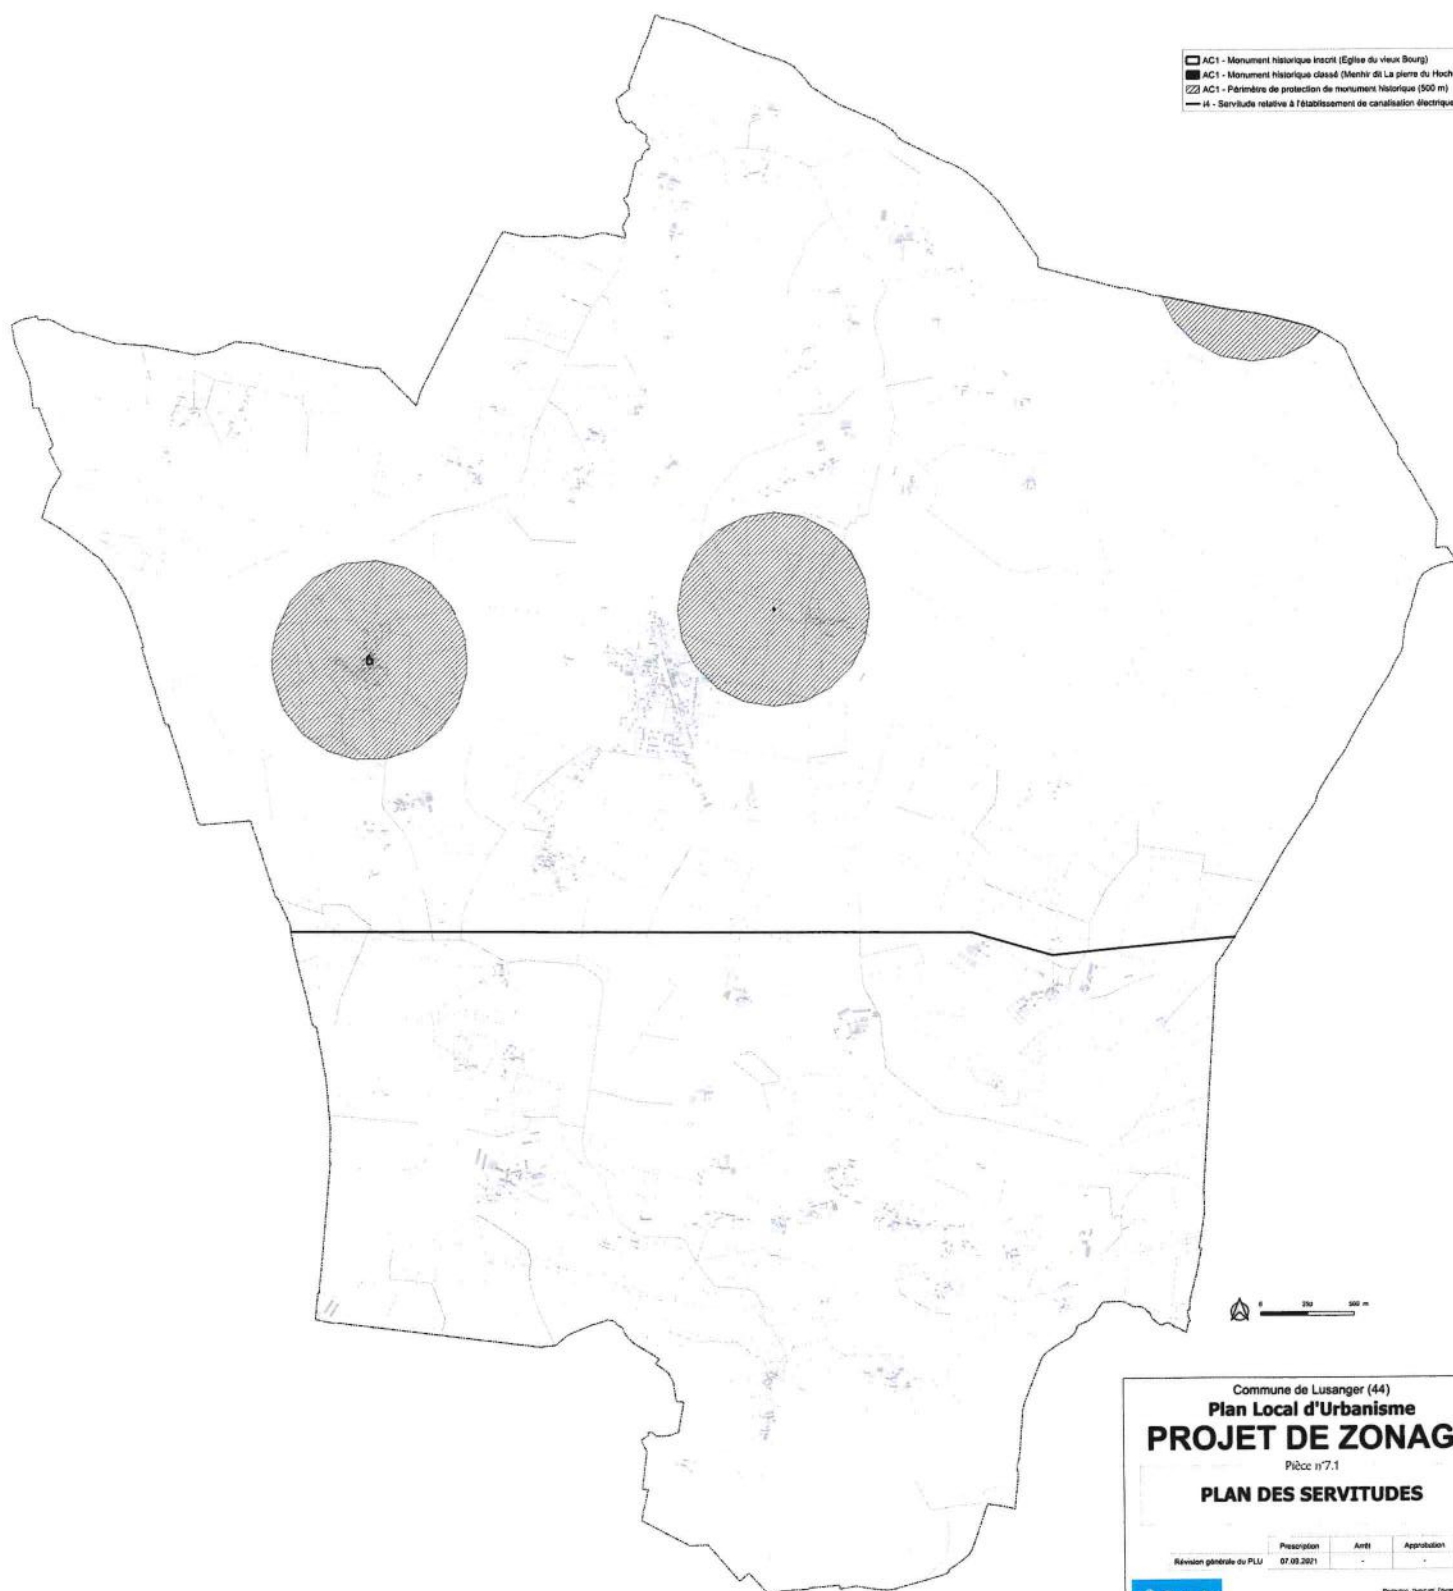 AC1 - Monument historique inscrit (Eglise du vieux Bourg)
AC1 - Monument historique classé (Menhir dit La pierre du Hoch
AC1 - Périmètre de protection de monument historique (500 m)
I4 - Servitude relative à l'établissement de canalisation électrique
0 250 500 m
Commune de Lusanger (44)
Plan Local d'Urbanisme
PROJET DE ZONAG
Pièce n°7.1
PLAN DES SERVITUDES
Prescription Arrêt Approbation
Révision générale du PLU 07.09.2021 - -